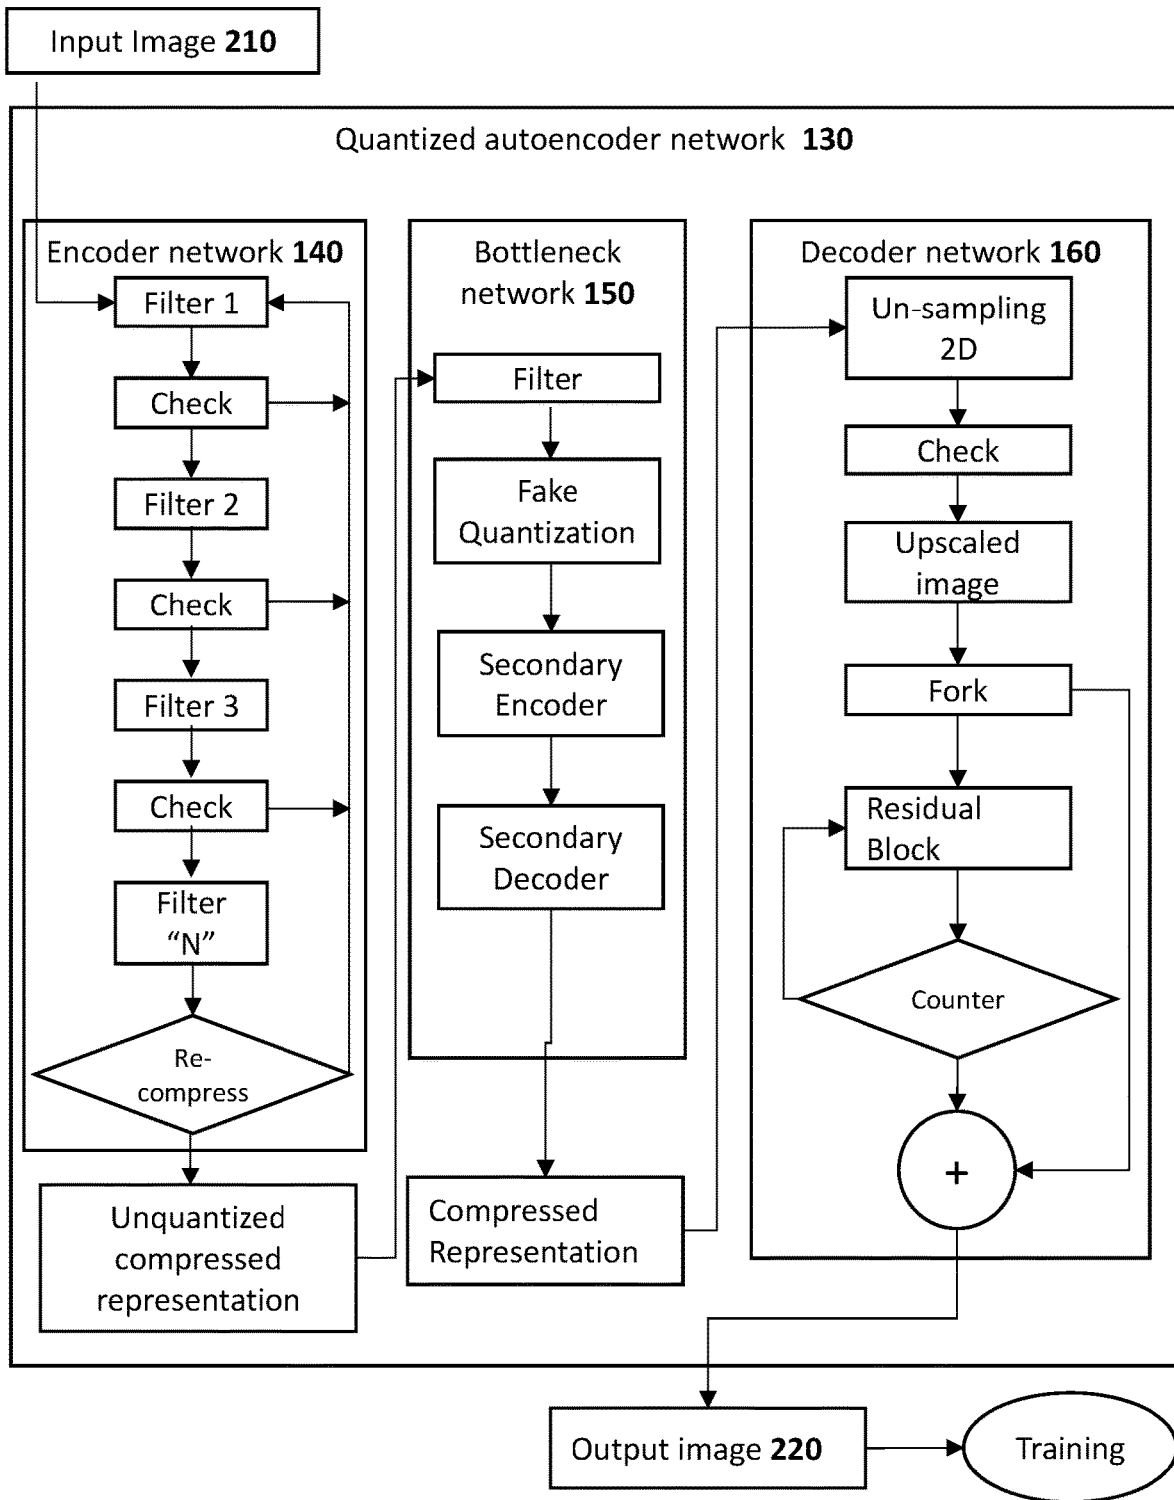 Input Image 210
Quantized autoencoder network 130
Encoder network 140
Filter 1
Check
Filter 2
Check
Filter 3
Check
Filter
“N”
Re-
compress
Unquantized
compressed
representation
Bottleneck
network 150
Filter
Fake
Quantization
Secondary
Encoder
Secondary
Decoder
Compressed
Representation
Decoder network 160
Un-sampling
2D
Check
Upscaled
image
Fork
Residual
Block
Counter
+
Output image 220
Training